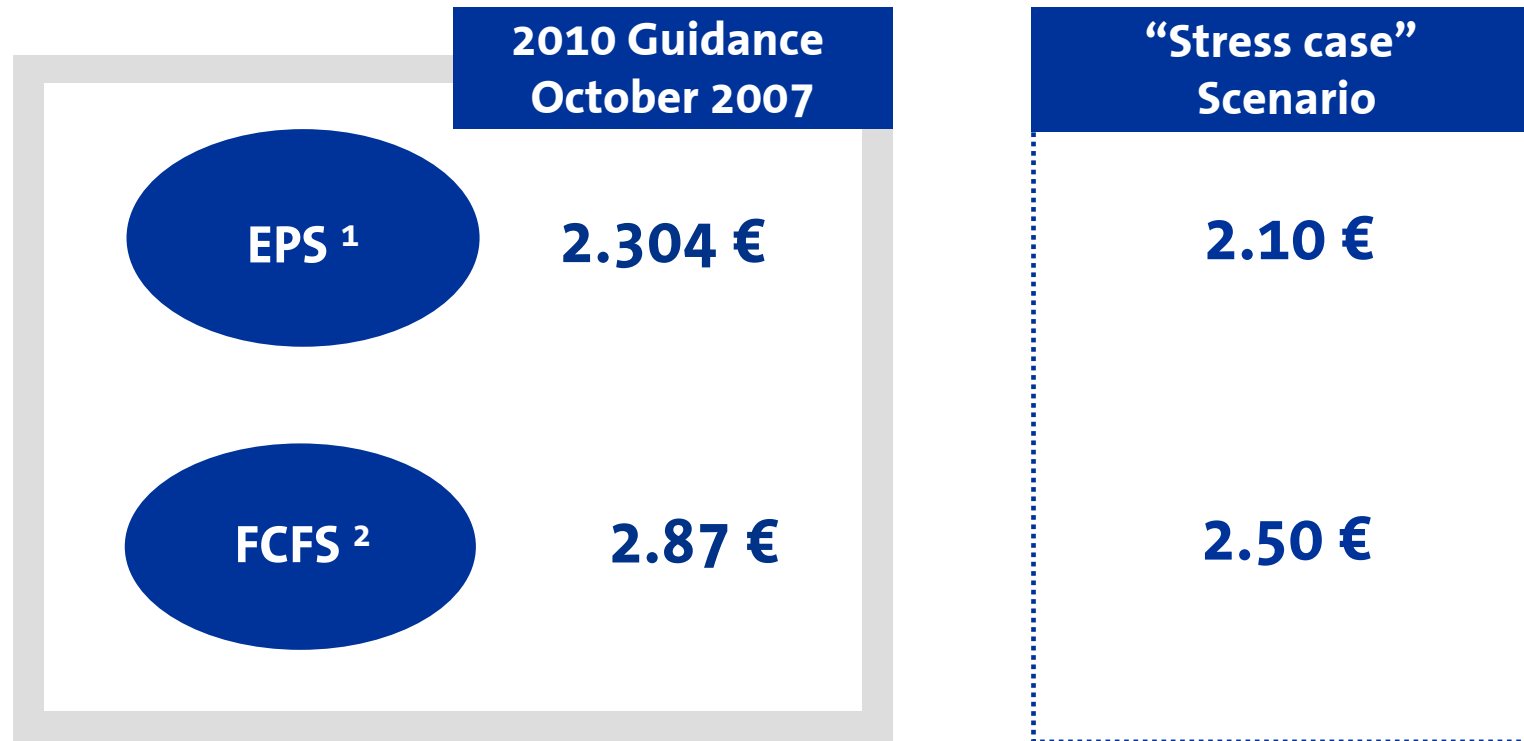 2010 Guidance
October 2007
“Stress case”
Scenario
EPS ¹
2.304 €
2.10 €
FCFS ²
2.87 €
2.50 €